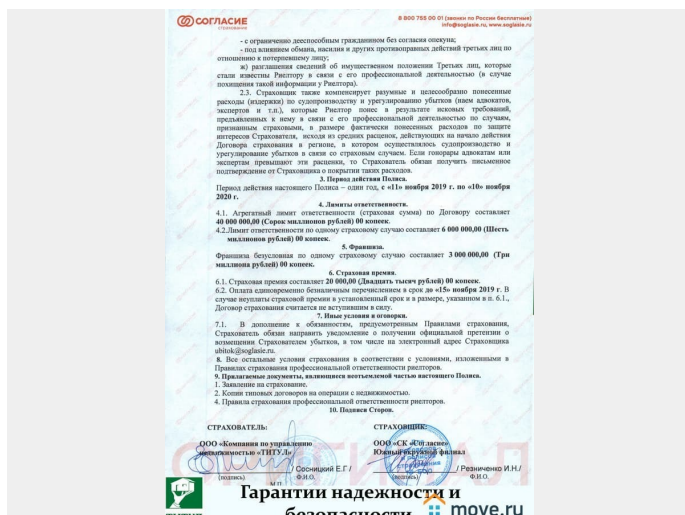 СОГЛАСИЕ
СТРАХОВАНИЕ
8 800 755 00 01 (звонки по России бесплатные)
info@soglasie.ru, www.soglasie.ru
- с ограниченно дееспособным гражданином без согласия опекуна;
- под влиянием обмана, насилия и других противоправных действий третьих лиц по
отношению к потерпевшему лицу;
ж) разглашения сведений об имущественном положении Третьих лиц, которые
стали известны Риелтору в связи с его профессиональной деятельностью (в случае
похищения такой информации у Риелтора).
2.3. Страховщик также компенсирует разумные и целесообразно понесенные
расходы (издержки) по судопроизводству и урегулированию убытков (наем адвокатов,
экспертов и т.п.), которые Риелтор понес в результате исковых требований,
предъявленных к нему в связи с его профессиональной деятельностью по случаям,
признанным страховыми, в размере фактически понесенных расходов по защите
интересов Страхователя, исходя из средних расценок, действующих на начало действия
Договора страхования в регионе, в котором осуществлялось судопроизводство и
урегулирование убытков в связи со страховым случаем. Если гонорары адвокатам или
экспертам превышают эти расценки, то Страхователь обязан получить письменное
подтверждение от Страховщика о покрытии таких расходов.
3. Период действия Полиса.
Период действия настоящего Полиса – один год, с «11» ноября 2019 г. по «10» ноября
2020 г.
4. Лимиты ответственности.
4.1. Агрегатный лимит ответственности (страховая сумма) по Договору составляет
40 000 000,00 (Сорок миллионов рублей) 00 копеек.
4.2.Лимит ответственности по одному страховому случаю составляет 6 000 000,00 (Шесть
миллионов рублей) 00 копеек.
5. Франшиза.
Франшиза безусловная по одному страховому случаю составляет 3 000 000,00 (Три
миллиона рублей) 00 копеек.
6. Страховая премия.
6.1. Страховая премия составляет 20 000,00 (Двадцать тысяч рублей) 00 копеек.
6.2. Оплата единовременно безналичным перечислением в срок до «15» ноября 2019 г. В
случае неуплаты страховой премии в установленный срок и в размере, указанном в п. 6.1.,
Договор страхования считается не вступившим в силу.
7. Иные условия и оговорки.
7.1. В дополнение к обязанностям, предусмотренным Правилами страхования,
Страхователь обязан направить уведомление о получении официальной претензии о
возмещении Страхователем убытков, в том числе на электронный адрес Страховщика
ubitok@soglasie.ru.
8. Все остальные условия страхования в соответствии с условиями, изложенными в
Правилах страхования профессиональной ответственности риелторов.
9. Прилагаемые документы, являющиеся неотъемлемой частью настоящего Полиса.
1. Заявление на страхование.
2. Копии типовых договоров на операции с недвижимостью.
4. Правила страхования профессиональной ответственности риелторов.
10. Подписи Сторон.
СТРАХОВАТЕЛЬ: СТРАХОВЩИК:
ООО «Компания по управлению ООО «СК «Согласие»
недвижимостью «ТИТУЛ» Южный окружной филиал
ОРИГИНАЛ
/ Сосницкий Е.Г / / Резниченко И.Н./
(подпись) Ф.И.О. (подпись) Ф.И.О.
М.П.
Гарантии надежности и
безопасности
ТИТУЛ
move.ru